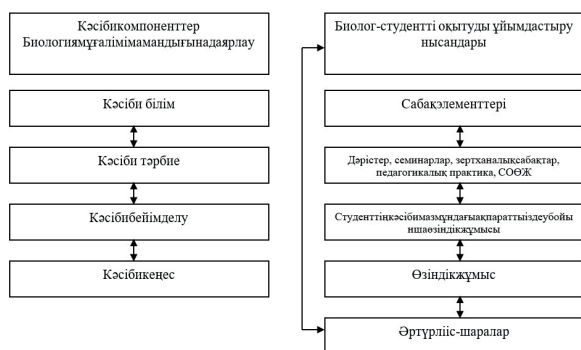 Кәсібикомпоненттер
Биологиямұғалімімамандығынадаярлау
Кәсіби білім
Кәсіби тәрбие
Кәсібибейімделу
Кәсібикеңес
Биолог-студентті оқытуды ұйымдастыру
нысандары
Сабақэлементтері
Дәрістер, семинарлар, зертханалықсабақтар,
педагогикалық практика, СОӨЖ
Студенттіңкәсібимазмұндағыақпараттыіздеубойы
ншаөзіндікжұмысы
Өзіндікжұмыс
Әртүрлііс-шаралар